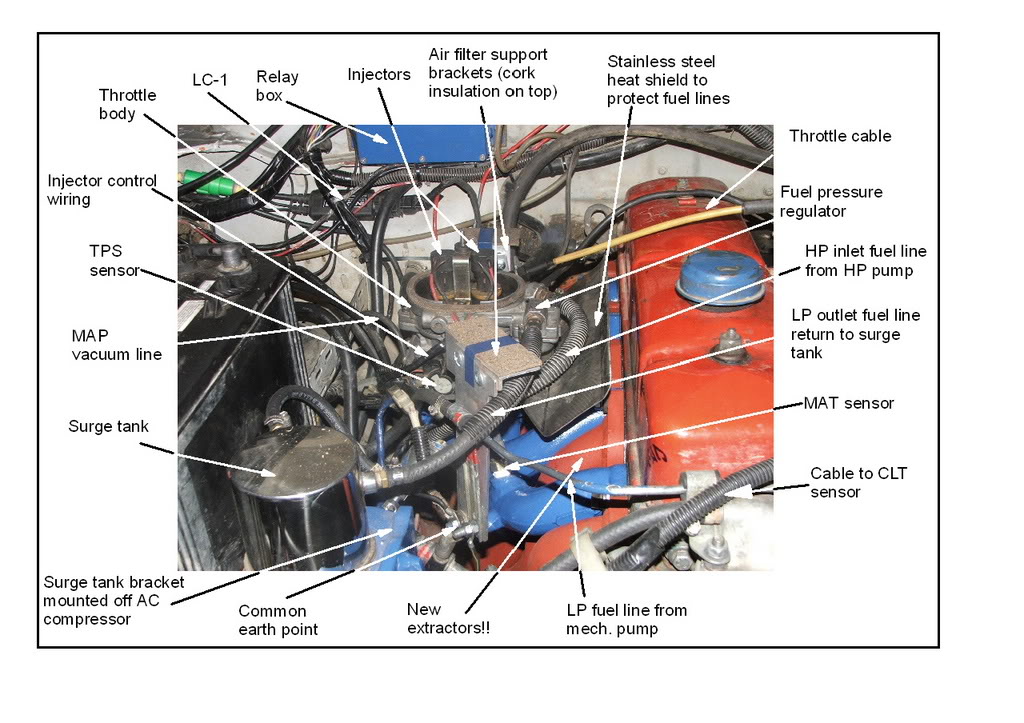 Air filter support
brackets (cork
insulation on top)
Stainless steel
heat shield to
protect fuel lines
LC-1
Relay
box
Injectors
Throttle
body
Throttle cable
Injector control
wiring
Fuel pressure
regulator
TPS
sensor
HP inlet fuel line
from HP pump
MAP
vacuum line
LP outlet fuel line
return to surge
tank
Surge tank
MAT sensor
Cable to CLT
sensor
Surge tank bracket
mounted off AC
compressor
Common
earth point
New
extractors!!
LP fuel line from
mech. pump